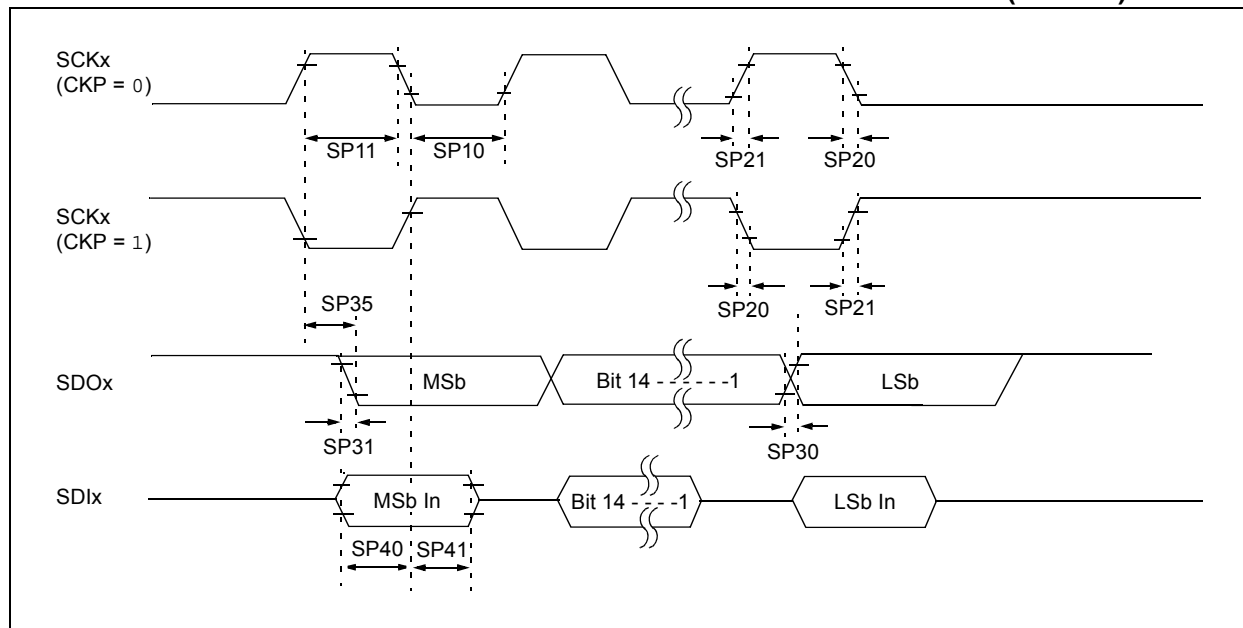 SCKx
(CKP = 0)
SP11
SP10
SP21
SP20
SCKx
(CKP = 1)
SP35
SP20
SP21
SDOx
MSb
Bit 14 - - - - - -1
LSb
SP31
SP30
SDIx
MSb In
Bit 14 - - - -1
LSb In
SP40
SP41